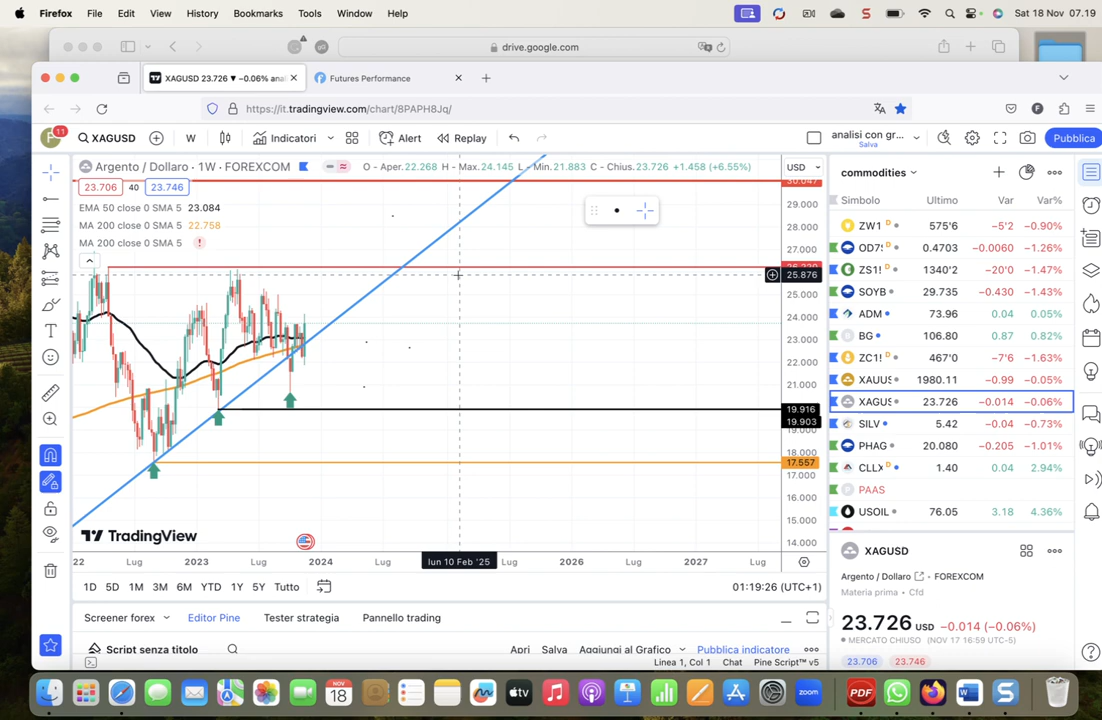 Firefox File Edit View History Bookmarks Tools Window Help Sat 18 Nov 07.19
drive.google.com
XAGUSD 23.726 ▼ −0.06% anal Futures Performance
https://it.tradingview.com/chart/8PAPH8Jq/
11 XAGUSD W Indicatori Alert Replay analisi con gr... Salva Pubblica
Argento / Dollaro · 1W · FOREXCOM O - Aper.22.268 H - Max.24.145 L - Min.21.883 C - Chius.23.726 +1.458 (+6.55%) USD
23.706 40 23.746
EMA 50 close 0 SMA 5 23.084
MA 200 close 0 SMA 5 22.758
MA 200 close 0 SMA 5
30.047
29.000
28.000
27.000
25.876
25.000
24.000
23.000
22.000
21.000
19.916
19.903
19.000
18.000
17.557
17.000
16.000
15.000
14.000
TradingView
22 Lug 2023 Lug 2024 Lug lun 10 Feb '25 Lug 2026 Lug 2027 Lug
1D 5D 1M 3M 6M YTD 1Y 5Y Tutto 01:19:26 (UTC+1)
Screener forex Editor Pine Tester strategia Pannello trading
Script senza titolo Apri Salva Aggiungi al Grafico Pubblica indicatore
Linea 1, Col 1 Chat Pine Script™ v5
commodities
Simbolo Ultimo Var Var%
ZW1 D 575'6 −5'2 −0.90%
OD7S D 0.4703 −0.0060 −1.26%
ZS1! D 1340'2 −20'0 −1.47%
SOYB 29.735 −0.430 −1.43%
ADM 73.96 0.04 0.05%
BG 106.80 0.87 0.82%
ZC1! D 467'0 −7'6 −1.63%
XAUUS 1980.11 −0.99 −0.05%
XAGUS 23.726 −0.014 −0.06%
SILV 5.42 −0.04 −0.73%
PHAG 20.080 −0.205 −1.01%
CLLX D 1.40 0.04 2.94%
PAAS
USOIL 76.05 3.18 4.36%
XAGUSD
Argento / Dollaro • FOREXCOM
Materia prima • Cfd
23.726 USD −0.014 (−0.06%)
MERCATO CHIUSO (NOV 17 16:59 UTC-5)
23.706 23.746
NOV 18 tv zoom PDF W S